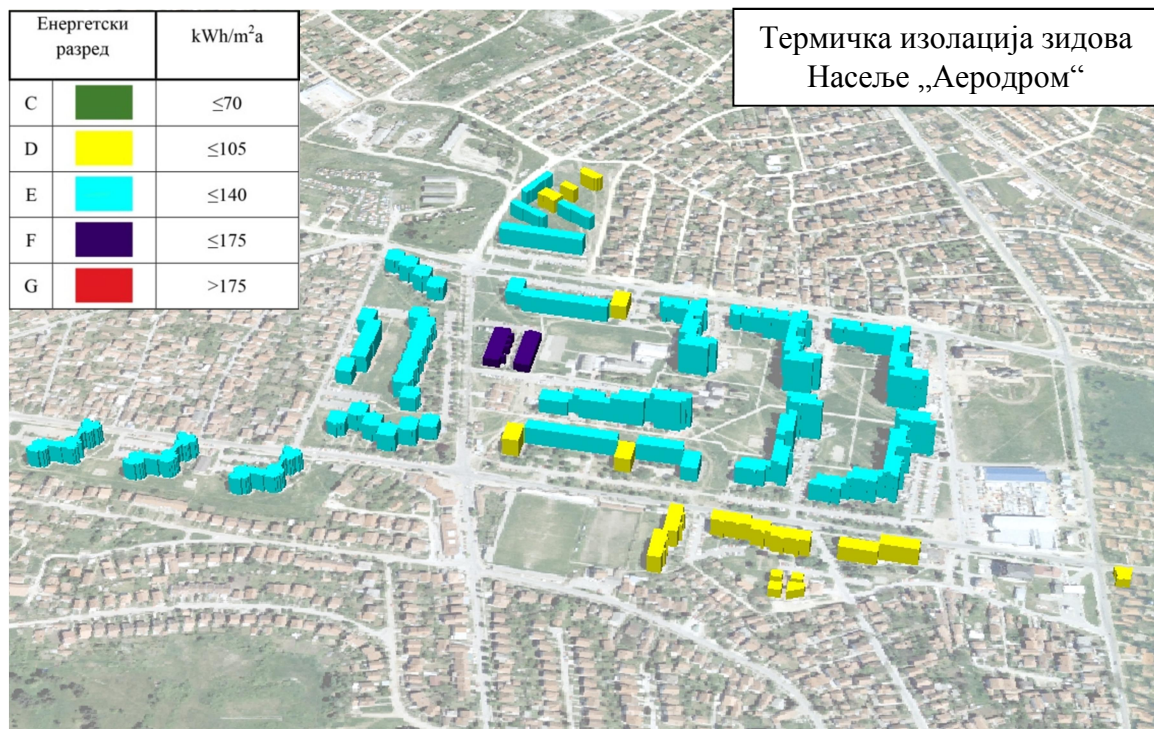 Енергетски
разред
kWh/m²a
C ≤70
D ≤105
E ≤140
F ≤175
G >175
Термичка изолација зидова
Насеље „Аеродром“